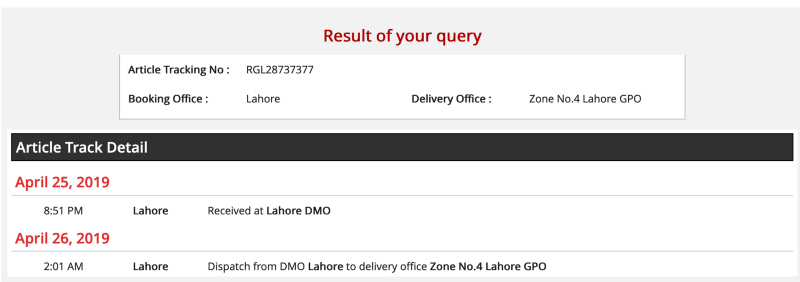 Result of your query
Article Tracking No : RGL28737377
Booking Office : Lahore Delivery Office : Zone No.4 Lahore GPO
Article Track Detail
April 25, 2019
8:51 PM Lahore Received at Lahore DMO
April 26, 2019
2:01 AM Lahore Dispatch from DMO Lahore to delivery office Zone No.4 Lahore GPO